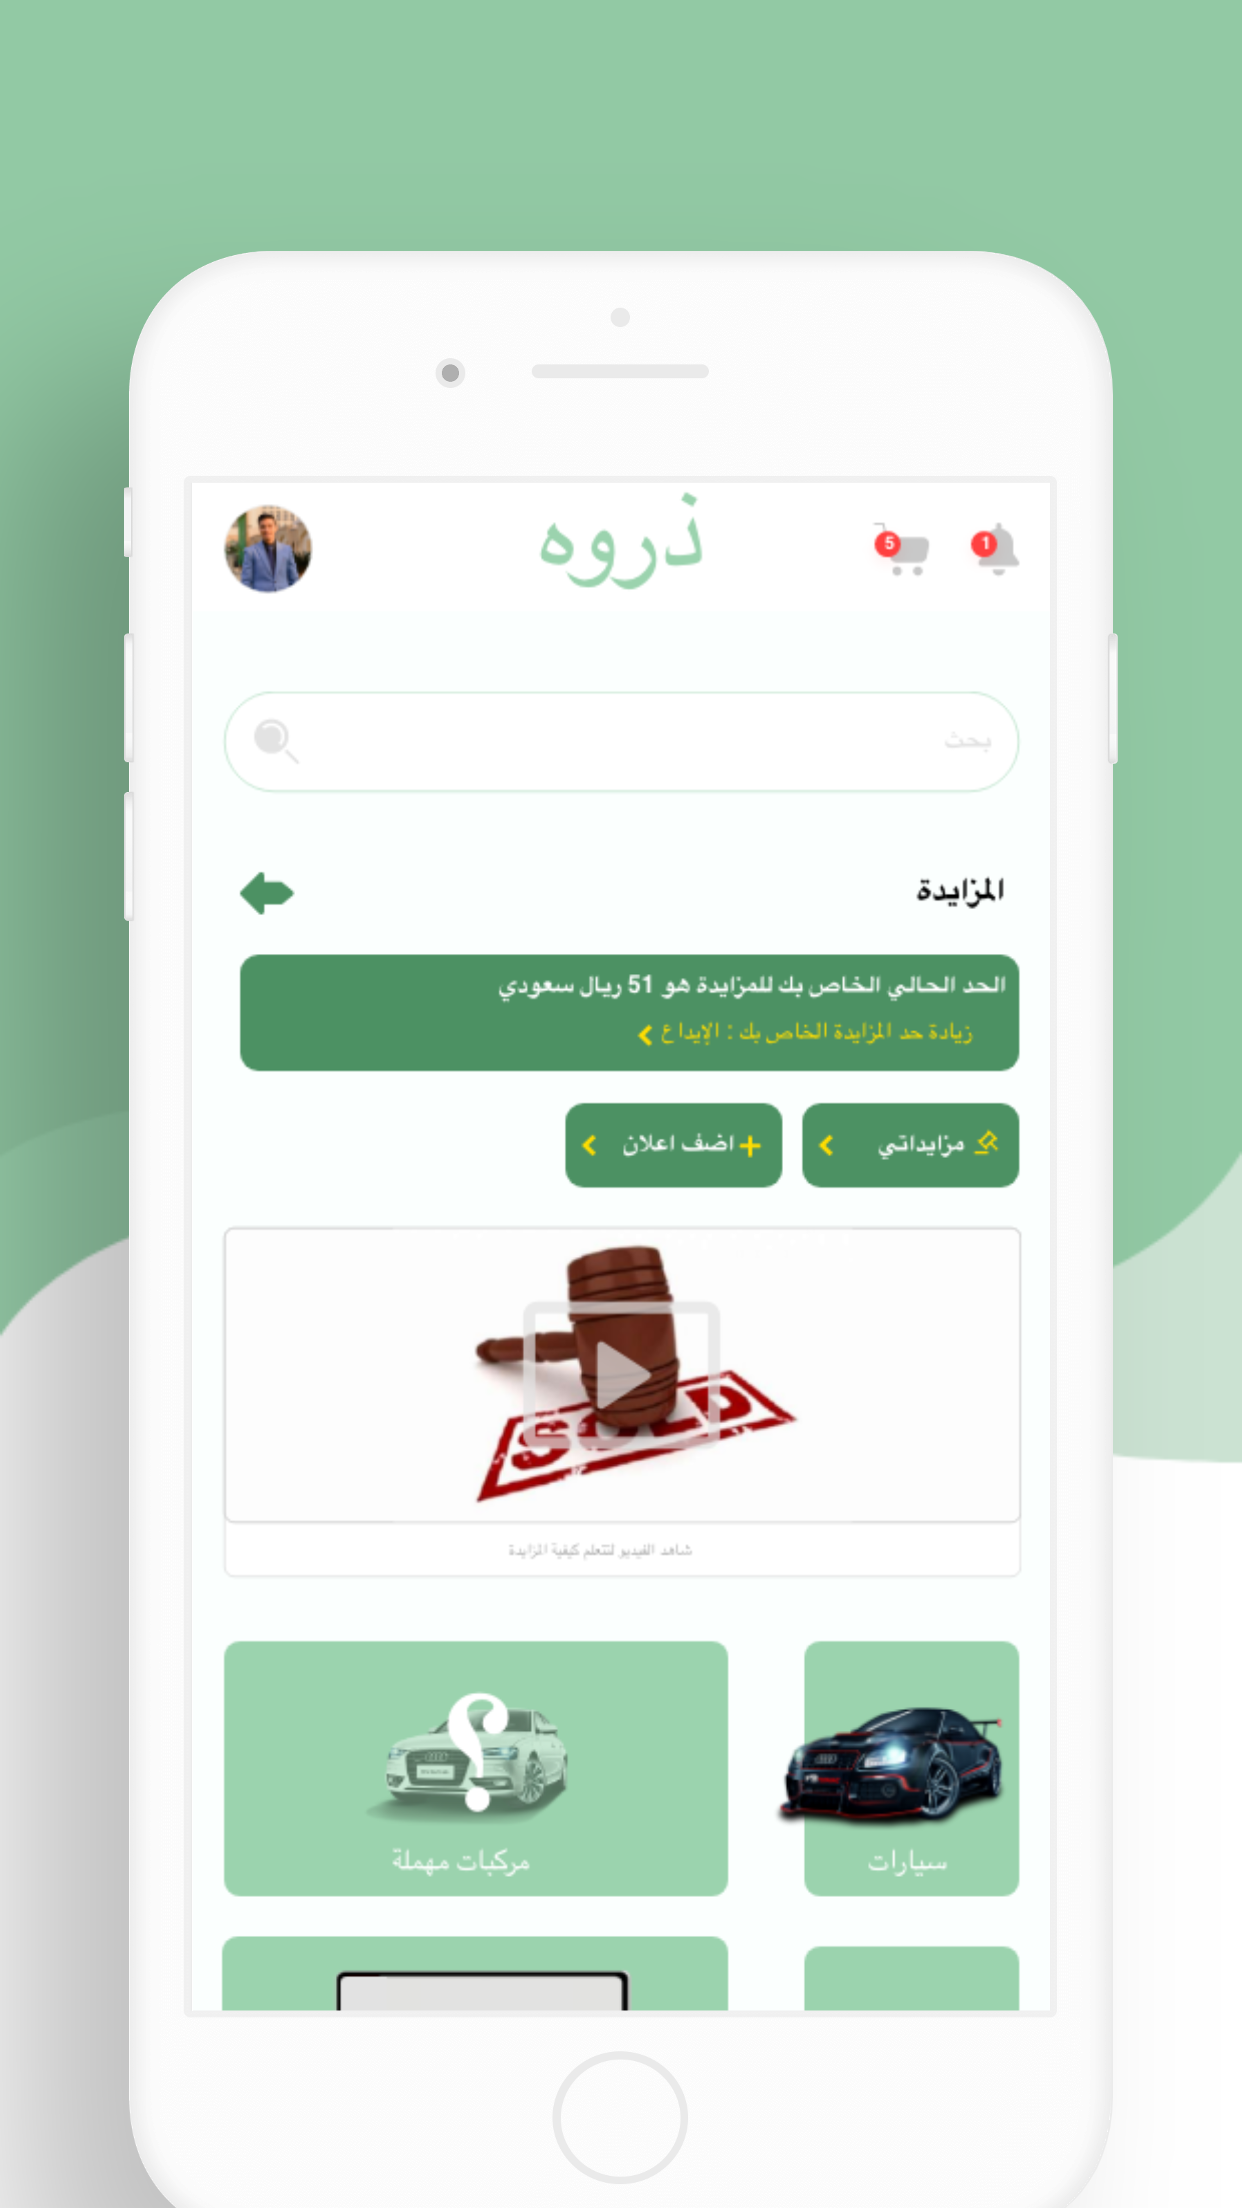 ذروه
5
1
بحث
المزايدة
الحد الحالي الخاص بك للمزايدة هو 51 ريال سعودي
زيادة حد المزايدة الخاص بك : الإيداع
مزايداتي
اضف اعلان
SOLD
شاهد الفيديو لتتعلم كيفية المزايدة
سيارات
مركبات مهملة